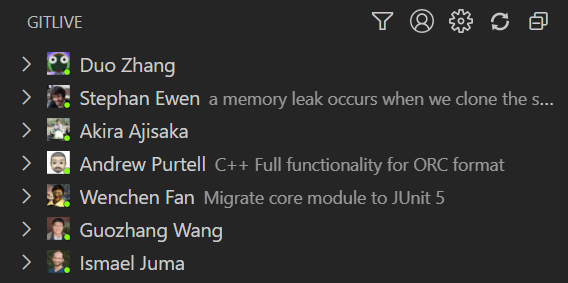 GITLIVE
Duo Zhang
Stephan Ewen a memory leak occurs when we clone the s...
Akira Ajisaka
Andrew Purtell C++ Full functionality for ORC format
Wenchen Fan Migrate core module to JUnit 5
Guozhang Wang
Ismael Juma